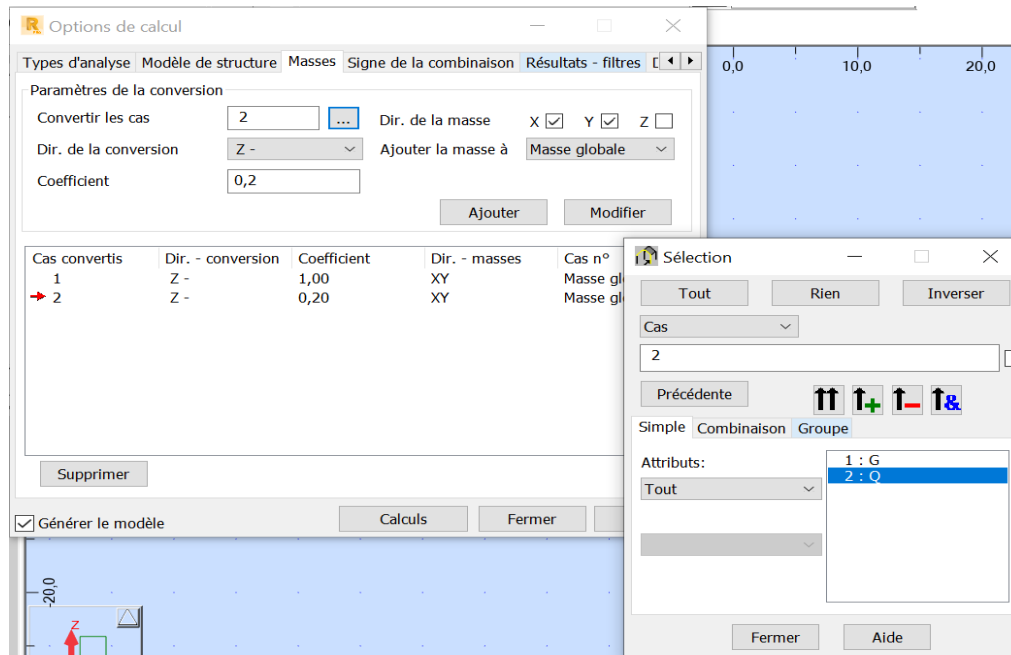 Options de calcul
Types d'analyse Modèle de structure Masses Signe de la combinaison Résultats - filtres
0,0 10,0 20,0
Paramètres de la conversion
Convertir les cas 2 ... Dir. de la masse X Y Z
Dir. de la conversion Z - Ajouter la masse à Masse globale
Coefficient 0,2
Ajouter Modifier
Cas convertis Dir. - conversion Coefficient Dir. - masses Cas n°
1 Z - 1,00 XY Masse gl
2 Z - 0,20 XY Masse gl
Supprimer
Générer le modèle Calculs Fermer
Sélection
Tout Rien Inverser
Cas
2
Précédente
&
Simple Combinaison Groupe
Attributs:
Tout
1 : G
2 : Q
Fermer Aide
-20,0
Z